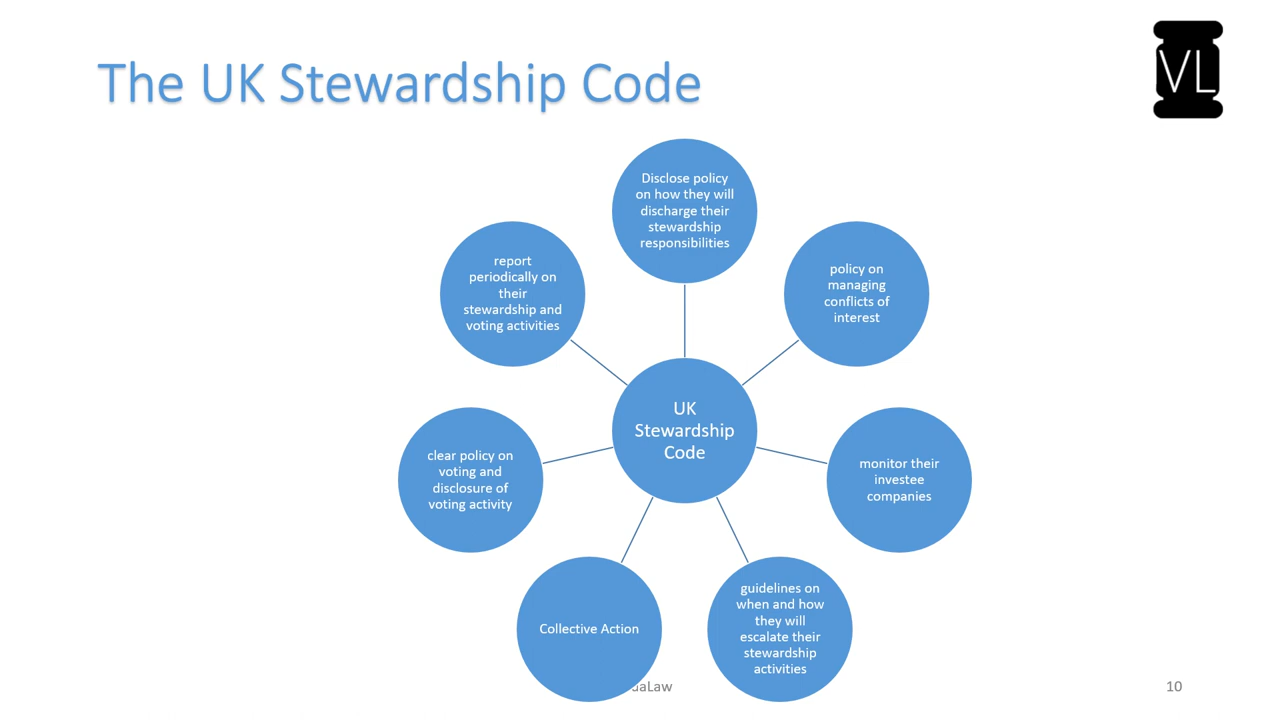 The UK Stewardship Code
VL
Disclose policy
on how they will
discharge their
stewardship
responsibilities
policy on
managing
conflicts of
interest
monitor their
investee
companies
guidelines on
when and how
they will
escalate their
stewardship
activities
Collective Action
clear policy on
voting and
disclosure of
voting activity
report
periodically on
their
stewardship and
voting activities
UK
Stewardship
Code
10